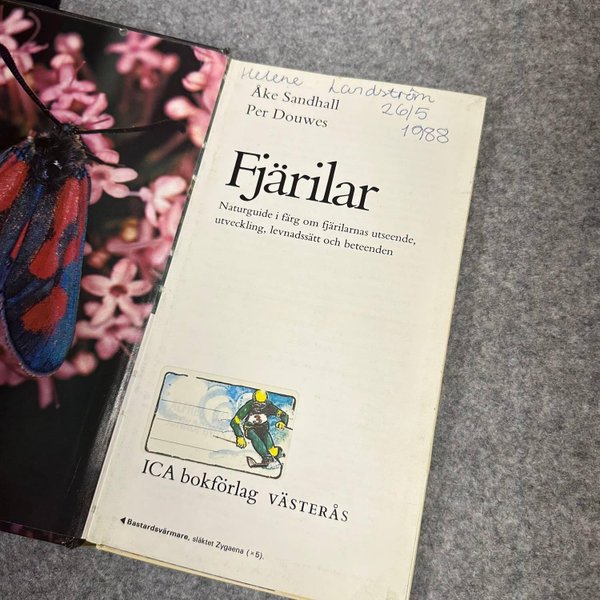 Helene Landström
26/5
1988
Åke Sandhall
Per Douwes
Fjärilar
Naturguide i färg om fjärilarnas utseende,
utveckling, levnadssätt och beteenden
ICA bokförlag VÄSTERÅS
◀ Bastardsvärmare, släktet Zygaena (×5).